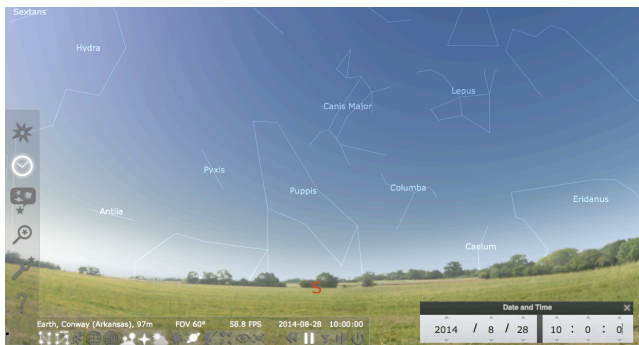 Sextans
Hydra
Lepus
Canis Major
Pyxis
Puppis
Columba
Eridanus
Antlia
Caelum
S
Date and Time
Earth, Conway (Arkansas), 97m FOV 60° 58.8 FPS 2014-08-28 10:00:00
2014 / 8 / 28 10 : 0 : 0
?